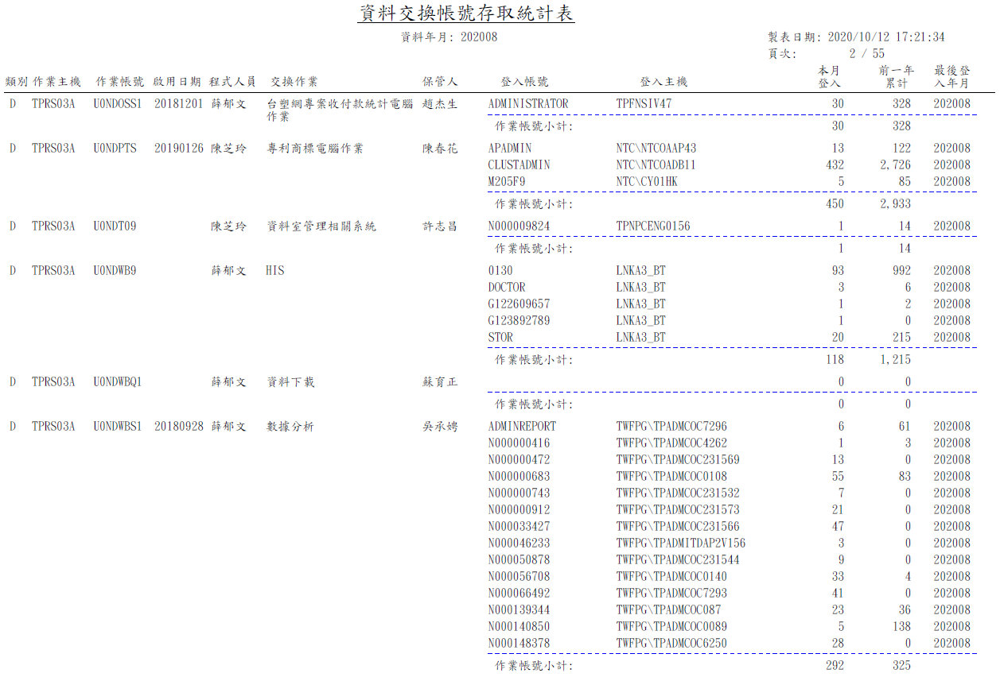 資料交換帳號存取統計表
資料年月: 202008 製表日期: 2020/10/12 17:21:34
頁次: 2 / 55
類別 作業主機 作業帳號 啟用日期 程式人員 交換作業 保管人 登入帳號 登入主機 本月登入 前一年累計 最後登入年月
D TPRS03A U0NDOSS1 20181201 薛郁文 台塑網專案收付款統計電腦作業 趙杰生 ADMINISTRATOR TPFNSIV47 30 328 202008
作業帳號小計: 30 328
D TPRS03A U0NDPTS 20190126 陳芝玲 專利商標電腦作業 陳春花 APADMIN NTC\NTCOAAP43 13 122 202008
CLUSTADMIN NTC\NTCOADB11 432 2,726 202008
M205F9 NTC\CY01HK 5 85 202008
作業帳號小計: 450 2,933
D TPRS03A U0NDT09 陳芝玲 資料室管理相關系統 許志昌 N000009824 TPNPCENG0156 1 14 202008
作業帳號小計: 1 14
D TPRS03A U0NDWB9 薛郁文 HIS 0130 LNKA3_BT 93 992 202008
DOCTOR LNKA3_BT 3 6 202008
G122609657 LNKA3_BT 1 2 202008
G123892789 LNKA3_BT 1 0 202008
STOR LNKA3_BT 20 215 202008
作業帳號小計: 118 1,215
D TPRS03A U0NDWBQ1 薛郁文 資料下載 蘇育正 0 0
作業帳號小計: 0 0
D TPRS03A U0NDWBS1 20180928 薛郁文 數據分析 吳承娉 ADMINREPORT TWFPG\TPADMCOC7296 6 61 202008
N000000416 TWFPG\TPADMCOC4262 1 3 202008
N000000472 TWFPG\TPADMCOC231569 13 0 202008
N000000683 TWFPG\TPADMCOC0108 55 83 202008
N000000743 TWFPG\TPADMCOC231532 7 0 202008
N000000912 TWFPG\TPADMCOC231573 21 0 202008
N000033427 TWFPG\TPADMCOC231566 47 0 202008
N000046233 TWFPG\TPADMITDAP2V156 3 0 202008
N000050878 TWFPG\TPADMCOC231544 9 0 202008
N000056708 TWFPG\TPADMCOC0140 33 4 202008
N000066492 TWFPG\TPADMCOC7293 41 0 202008
N000139344 TWFPG\TPADMCOC087 23 36 202008
N000140850 TWFPG\TPADMCOC0089 5 138 202008
N000148378 TWFPG\TPADMCOC6250 28 0 202008
作業帳號小計: 292 325